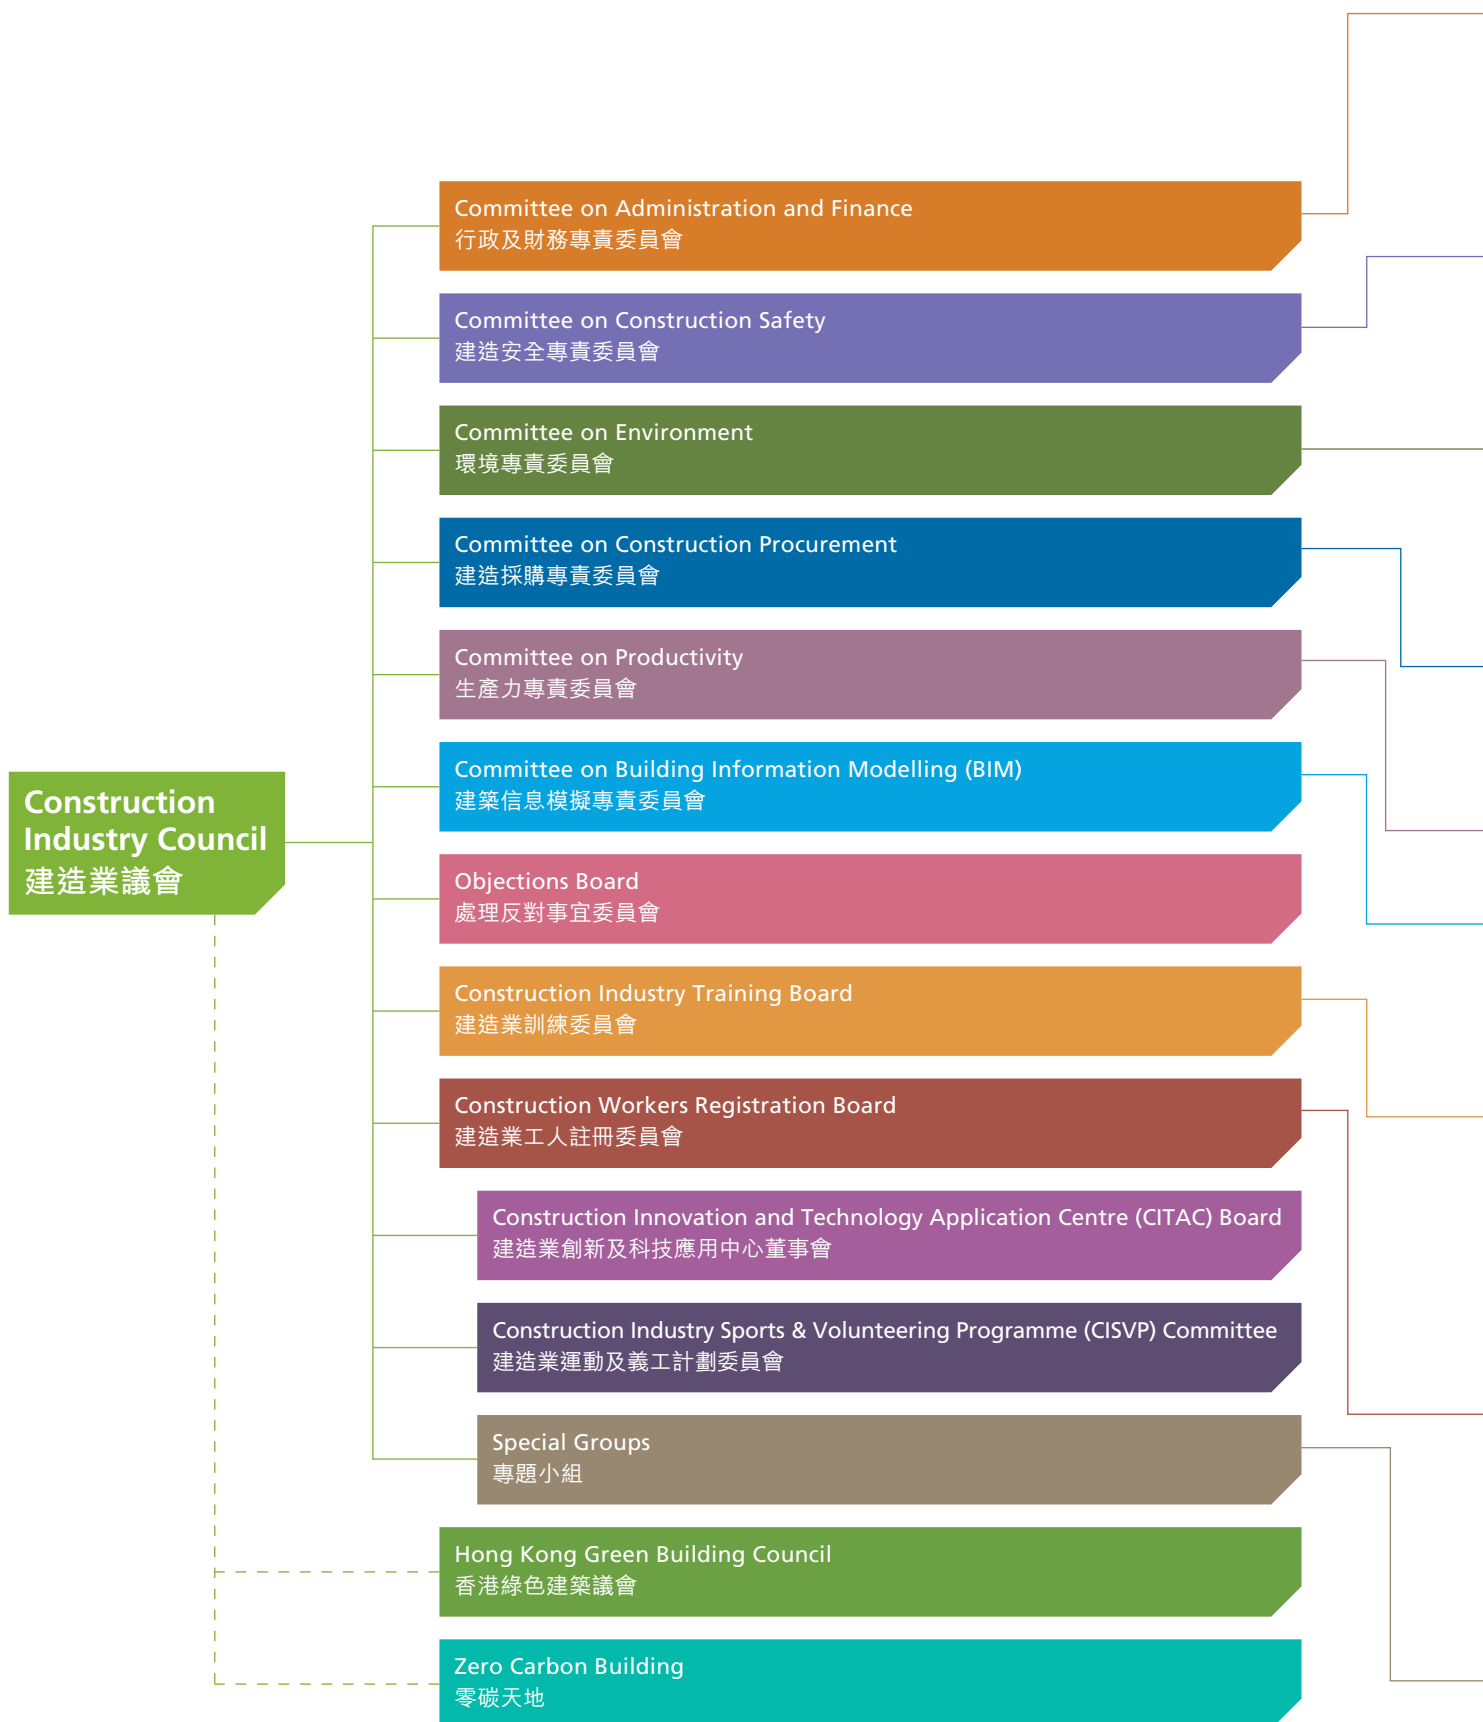 Construction
Industry Council
建造業議會
Committee on Administration and Finance
行政及財務專責委員會
Committee on Construction Safety
建造安全專責委員會
Committee on Environment
環境專責委員會
Committee on Construction Procurement
建造採購專責委員會
Committee on Productivity
生產力專責委員會
Committee on Building Information Modelling (BIM)
建築信息模擬專責委員會
Objections Board
處理反對事宜委員會
Construction Industry Training Board
建造業訓練委員會
Construction Workers Registration Board
建造業工人註冊委員會
Construction Innovation and Technology Application Centre (CITAC) Board
建造業創新及科技應用中心董事會
Construction Industry Sports & Volunteering Programme (CISVP) Committee
建造業運動及義工計劃委員會
Special Groups
專題小組
Hong Kong Green Building Council
香港綠色建築議會
Zero Carbon Building
零碳天地